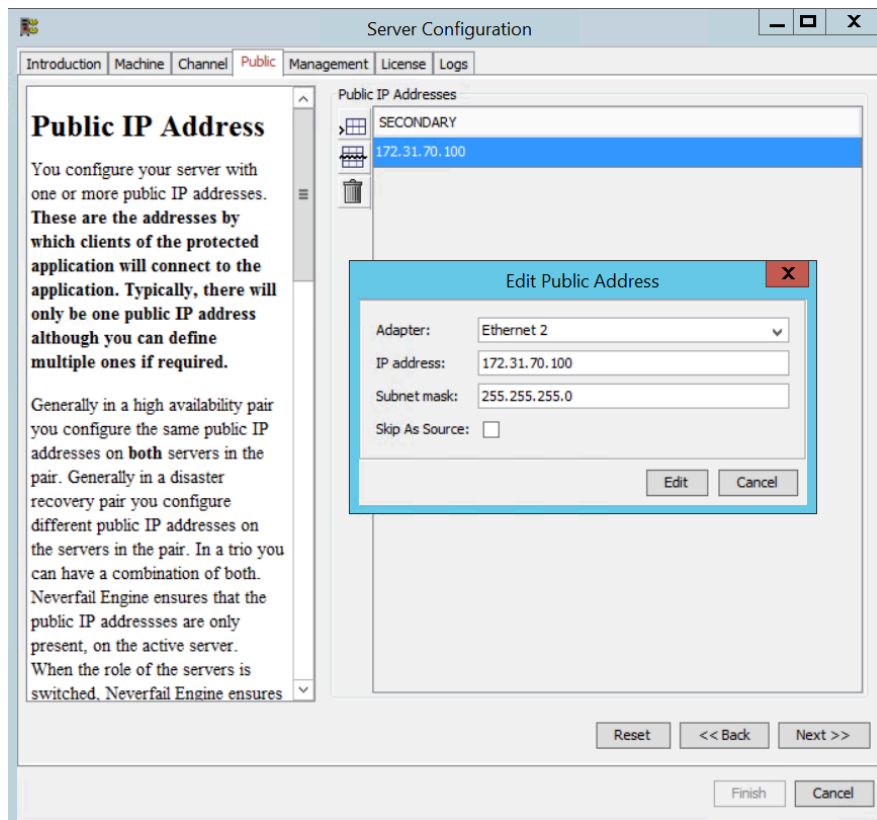 Server Configuration
Introduction Machine Channel Public Management License Logs
Public IP Address
You configure your server with
one or more public IP addresses.
These are the addresses by
which clients of the protected
application will connect to the
application. Typically, there will
only be one public IP address
although you can define
multiple ones if required.
Generally in a high availability pair
you configure the same public IP
addresses on both servers in the
pair. Generally in a disaster
recovery pair you configure
different public IP addresses on
the servers in the pair. In a trio you
can have a combination of both.
Neverfail Engine ensures that the
public IP addressses are only
present, on the active server.
When the role of the servers is
switched, Neverfail Engine ensures
Public IP Addresses
SECONDARY
172.31.70.100
Edit Public Address
Adapter: Ethernet 2
IP address: 172.31.70.100
Subnet mask: 255.255.255.0
Skip As Source:
Edit Cancel
Reset << Back Next >>
Finish Cancel